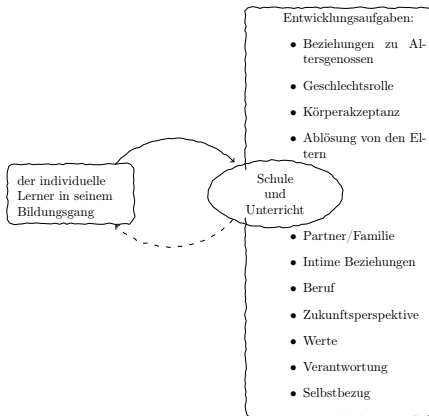 Entwicklungsaufgaben:
• Beziehungen zu Al-
tersgenossen
• Geschlechtsrolle
• Körperakzeptanz
• Ablösung von den El-
tern
der individuelle
Lerner in seinem
Bildungsgang
Schule
und
Unterricht
• Partner/Familie
• Intime Beziehungen
• Beruf
• Zukunftsperspektive
• Werte
• Verantwortung
• Selbstbezug